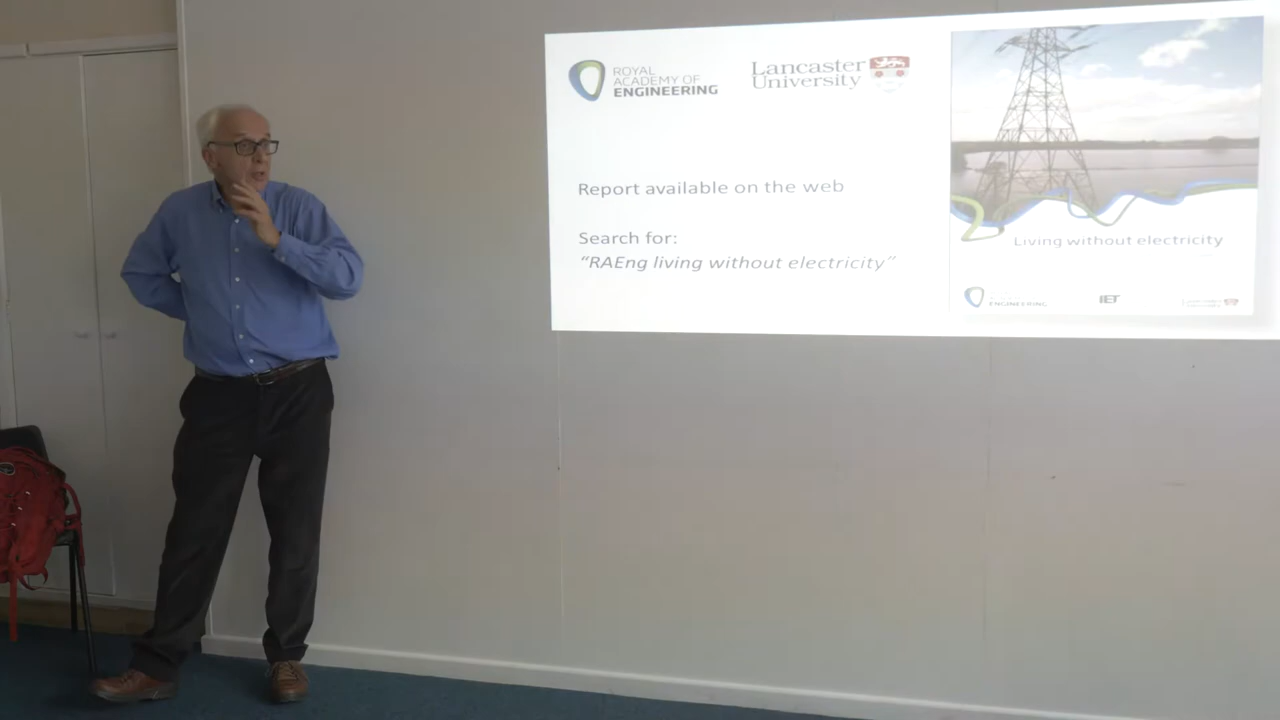 ROYAL
ACADEMY OF
ENGINEERING
Lancaster
University
Report available on the web
Search for:
“RAEng living without electricity”
Living without electricity
ENGINEERING
IET